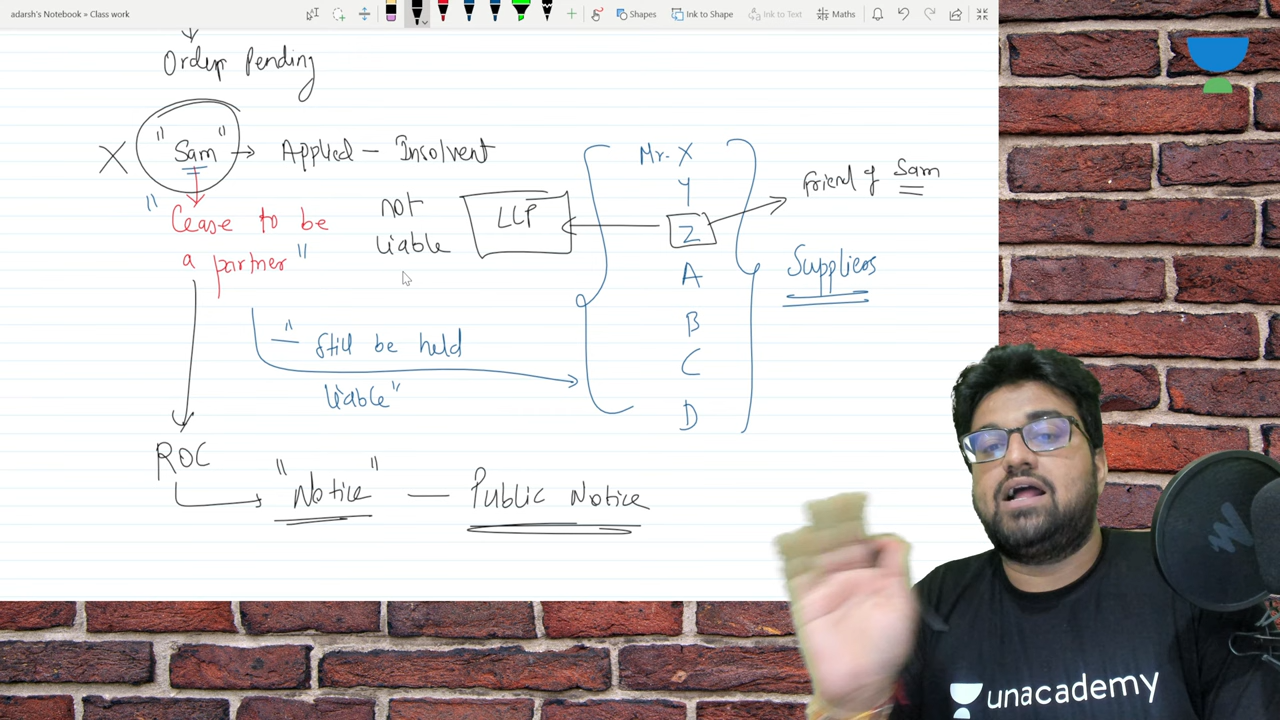 adarsh's Notebook » Class work
Shapes
Ink to Shape
Ink to Text
Maths
Order Pending
X "Sam" → Applied – Insolvent
"Cease to be
a partner"
not
liable
LLP
Mr. X
Y
Z
A
B
C
D
Friend of Sam
Suppliers
"Still be held
liable"
ROC
"Notice" — Public Notice
unacademy